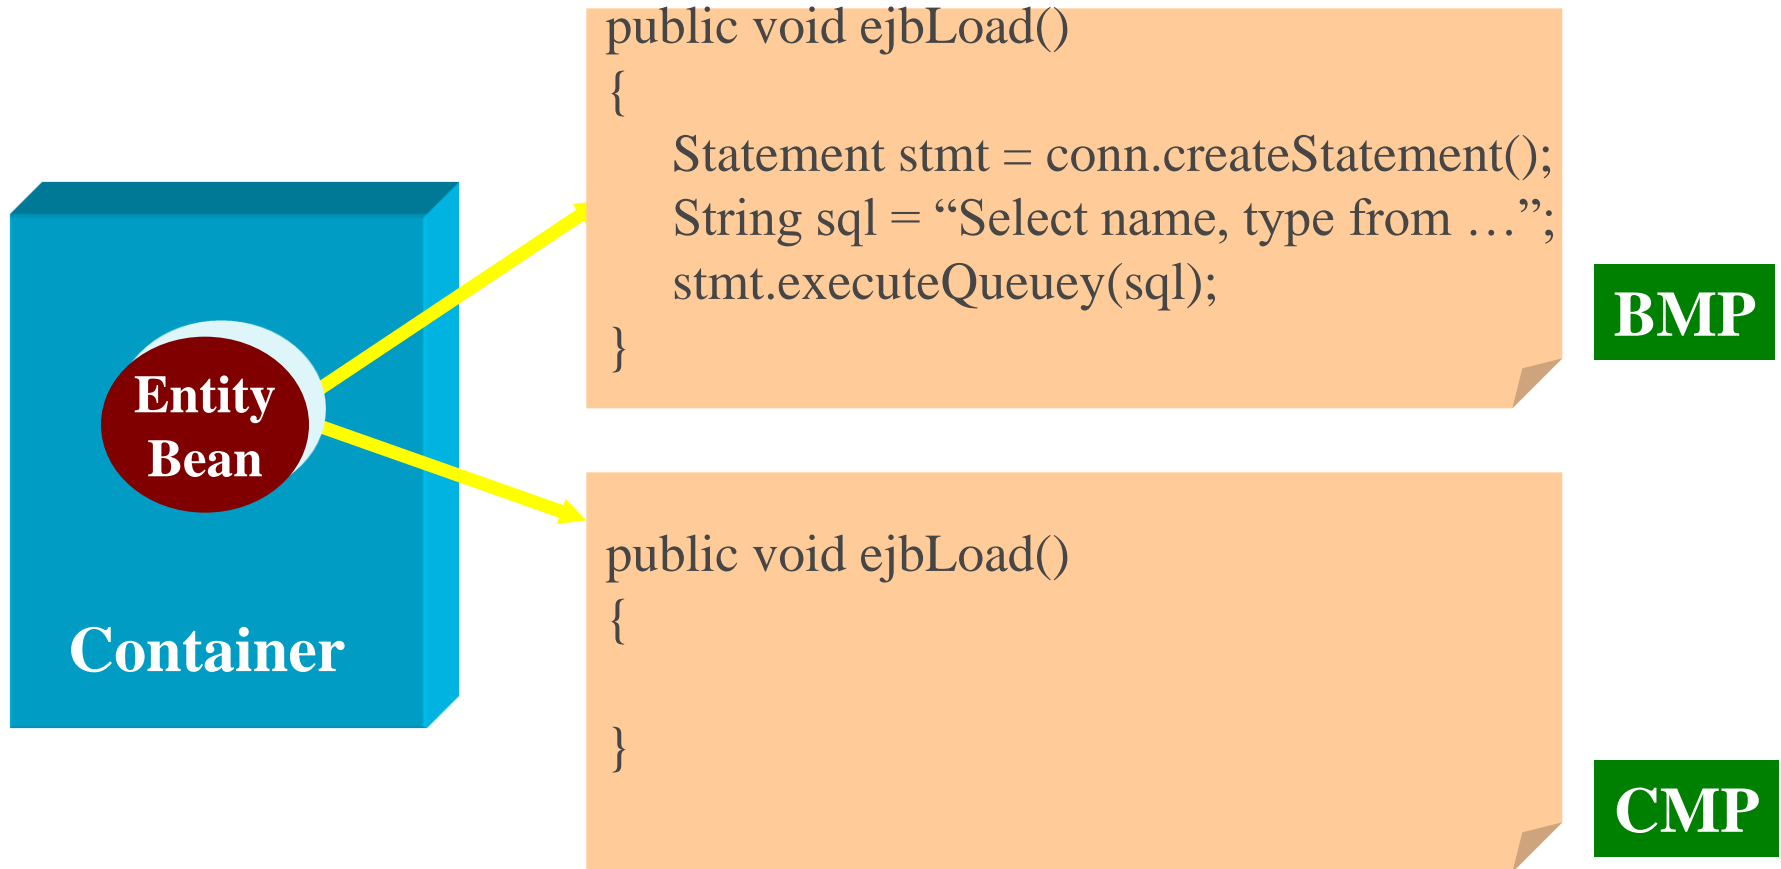 public void ejbLoad()
{
Statement stmt = conn.createStatement();
String sql = “Select name, type from …”;
stmt.executeQueuey(sql);
}
BMP
Entity
Bean
Container
public void ejbLoad()
{
}
CMP